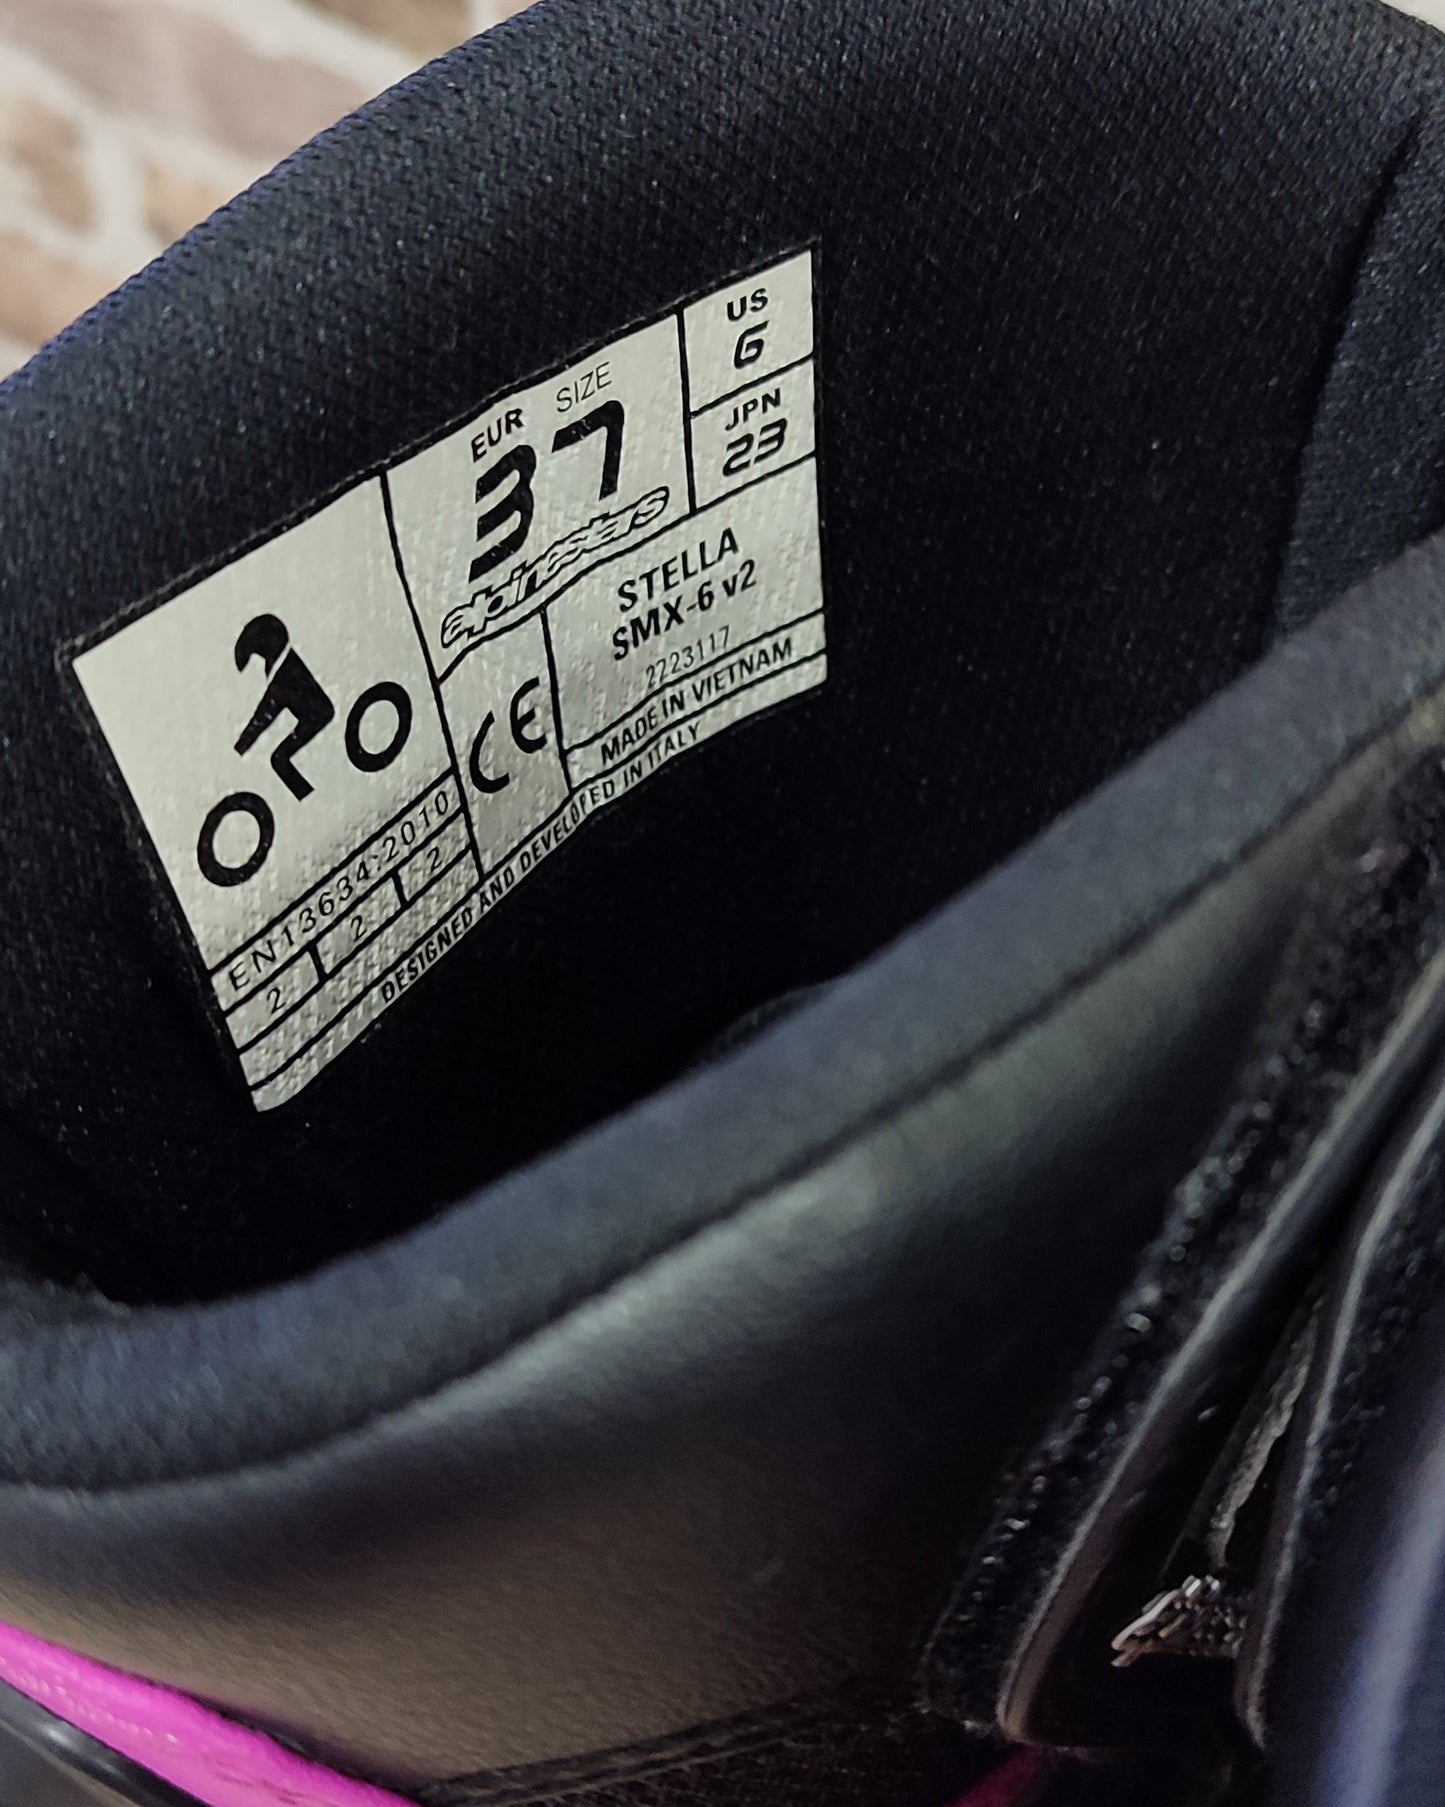 EUR SIZE
37
alpinestars
US
6
JPN
23
STELLA
SMX-6 v2
2223117
MADE IN VIETNAM
CE
EN13634:2010
2 2 2
DESIGNED AND DEVELOPED IN ITALY